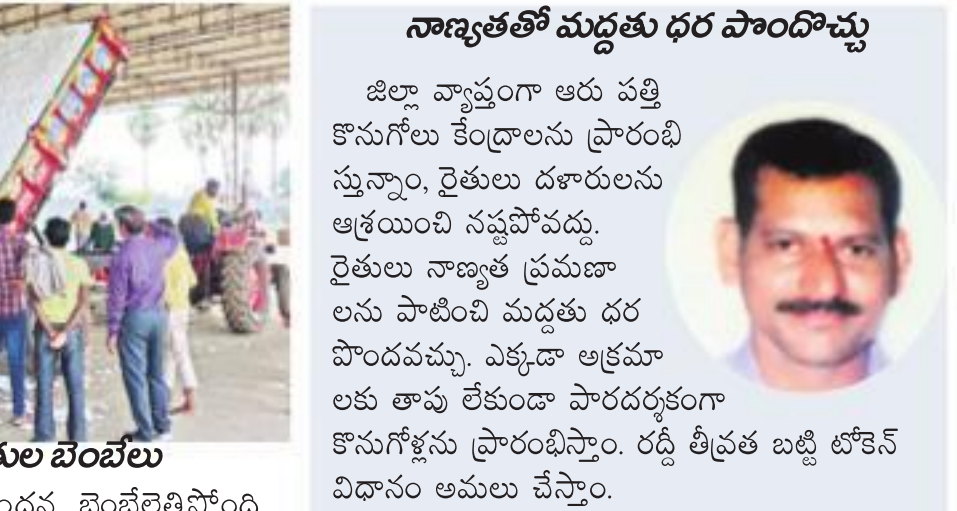 నాణ్యతతో మద్దతు ధర పొందొచ్చు
జిల్లా వ్యాప్తంగా ఆరు పత్తి
కొనుగోలు కేంద్రాలను ప్రారంభి
స్తున్నాం, రైతులు దళారులను
ఆశ్రయించి నష్టపోవద్దు.
రైతులు నాణ్యత ప్రమణా
లను పాటించి మద్దతు ధర
పొందవచ్చు. ఎక్కడా అక్రమా
లకు తావు లేకుండా పారదర్శకంగా
కొనుగోళ్లను ప్రారంభిస్తాం. రద్దీ తీవ్రత బట్టి టోకెన్
విధానం అమలు చేస్తాం.
తుల బెంబేలు
బెంబేలెత్తిస్తోంది